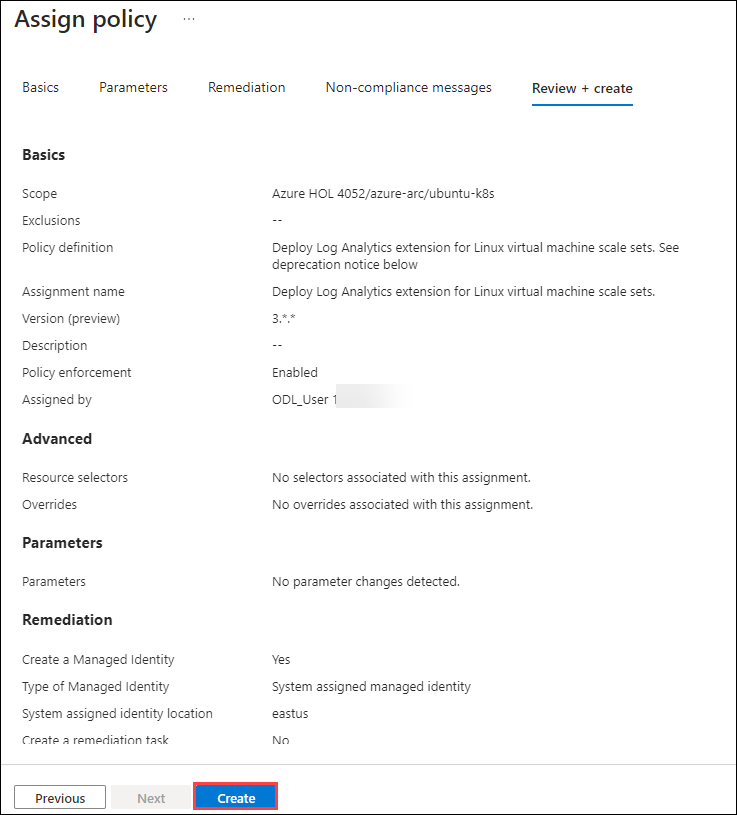 Assign policy ...
Basics Parameters Remediation Non-compliance messages Review + create
Basics
Scope Azure HOL 4052/azure-arc/ubuntu-k8s
Exclusions --
Policy definition Deploy Log Analytics extension for Linux virtual machine scale sets. See
deprecation notice below
Assignment name Deploy Log Analytics extension for Linux virtual machine scale sets.
Version (preview) 3.*.*
Description --
Policy enforcement Enabled
Assigned by ODL_User
Advanced
Resource selectors No selectors associated with this assignment.
Overrides No overrides associated with this assignment.
Parameters
Parameters No parameter changes detected.
Remediation
Create a Managed Identity Yes
Type of Managed Identity System assigned managed identity
System assigned identity location eastus
Create a remediation task No
Previous Next Create